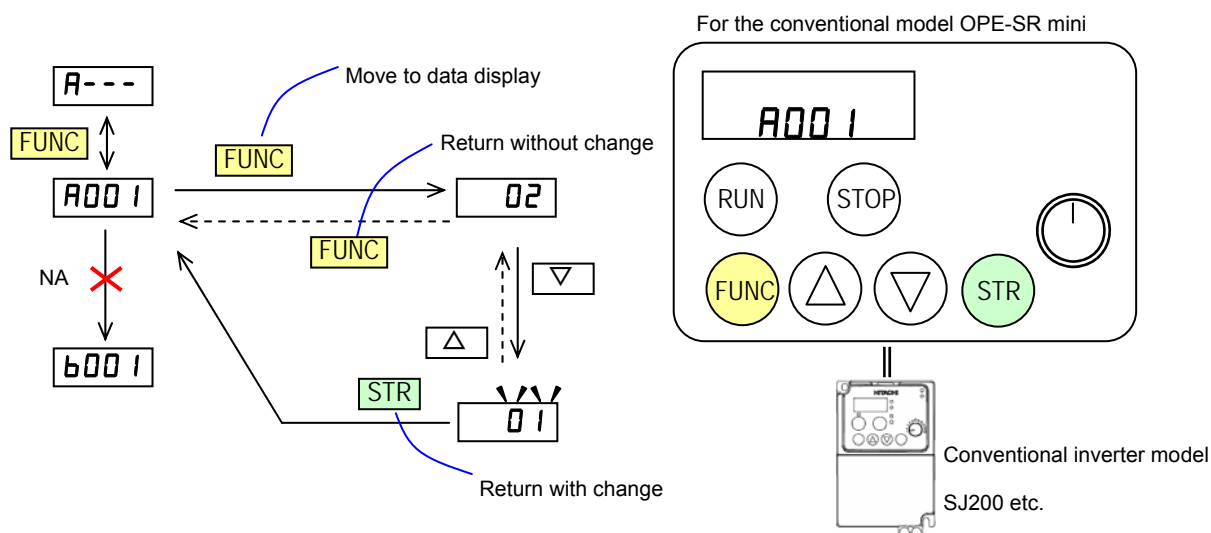 For the conventional model OPE-SR mini
A---
Move to data display
FUNC
FUNC
Return without change
A001
02
FUNC
NA
▽
△
b001
STR
01
Return with change
A001
RUN
STOP
FUNC
△
▽
STR
HITACHI
Conventional inverter model
SJ200 etc.